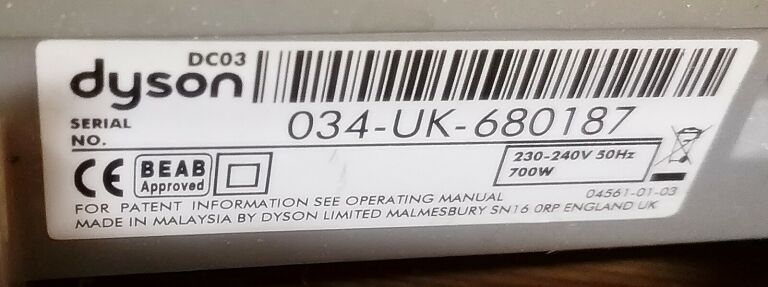 DC03
dyson
SERIAL
NO.
034-UK-680187
CE BEAB
Approved
230-240V 50Hz
700W
04561-01-03
FOR PATENT INFORMATION SEE OPERATING MANUAL
MADE IN MALAYSIA BY DYSON LIMITED MALMESBURY SN16 0RP ENGLAND UK